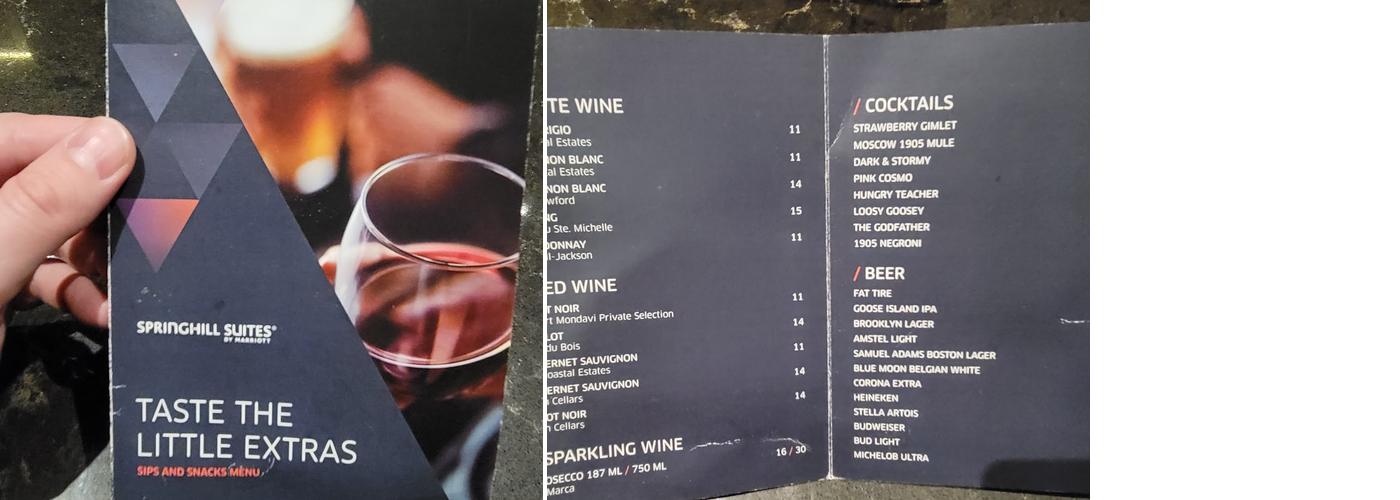 SPRINGHILL SUITES®
BY MARRIOTT
TASTE THE
LITTLE EXTRAS
SIPS AND SNACKS MENU
TE WINE
IGIO 11
al Estates
NON BLANC 11
al Estates
NON BLANC 14
wford
NG 15
u Ste. Michelle
DONNAY 11
ll-Jackson
ED WINE
T NOIR 11
rt Mondavi Private Selection
LOT 14
du Bois
ERNET SAUVIGNON 11
oastal Estates
ERNET SAUVIGNON 14
n Cellars
OT NOIR 14
n Cellars
SPARKLING WINE
OSECCO 187 ML / 750 ML 16 / 30
Marca
/ COCKTAILS
STRAWBERRY GIMLET
MOSCOW 1905 MULE
DARK & STORMY
PINK COSMO
HUNGRY TEACHER
LOOSY GOOSEY
THE GODFATHER
1905 NEGRONI
/ BEER
FAT TIRE
GOOSE ISLAND IPA
BROOKLYN LAGER
AMSTEL LIGHT
SAMUEL ADAMS BOSTON LAGER
BLUE MOON BELGIAN WHITE
CORONA EXTRA
HEINEKEN
STELLA ARTOIS
BUDWEISER
BUD LIGHT
MICHELOB ULTRA